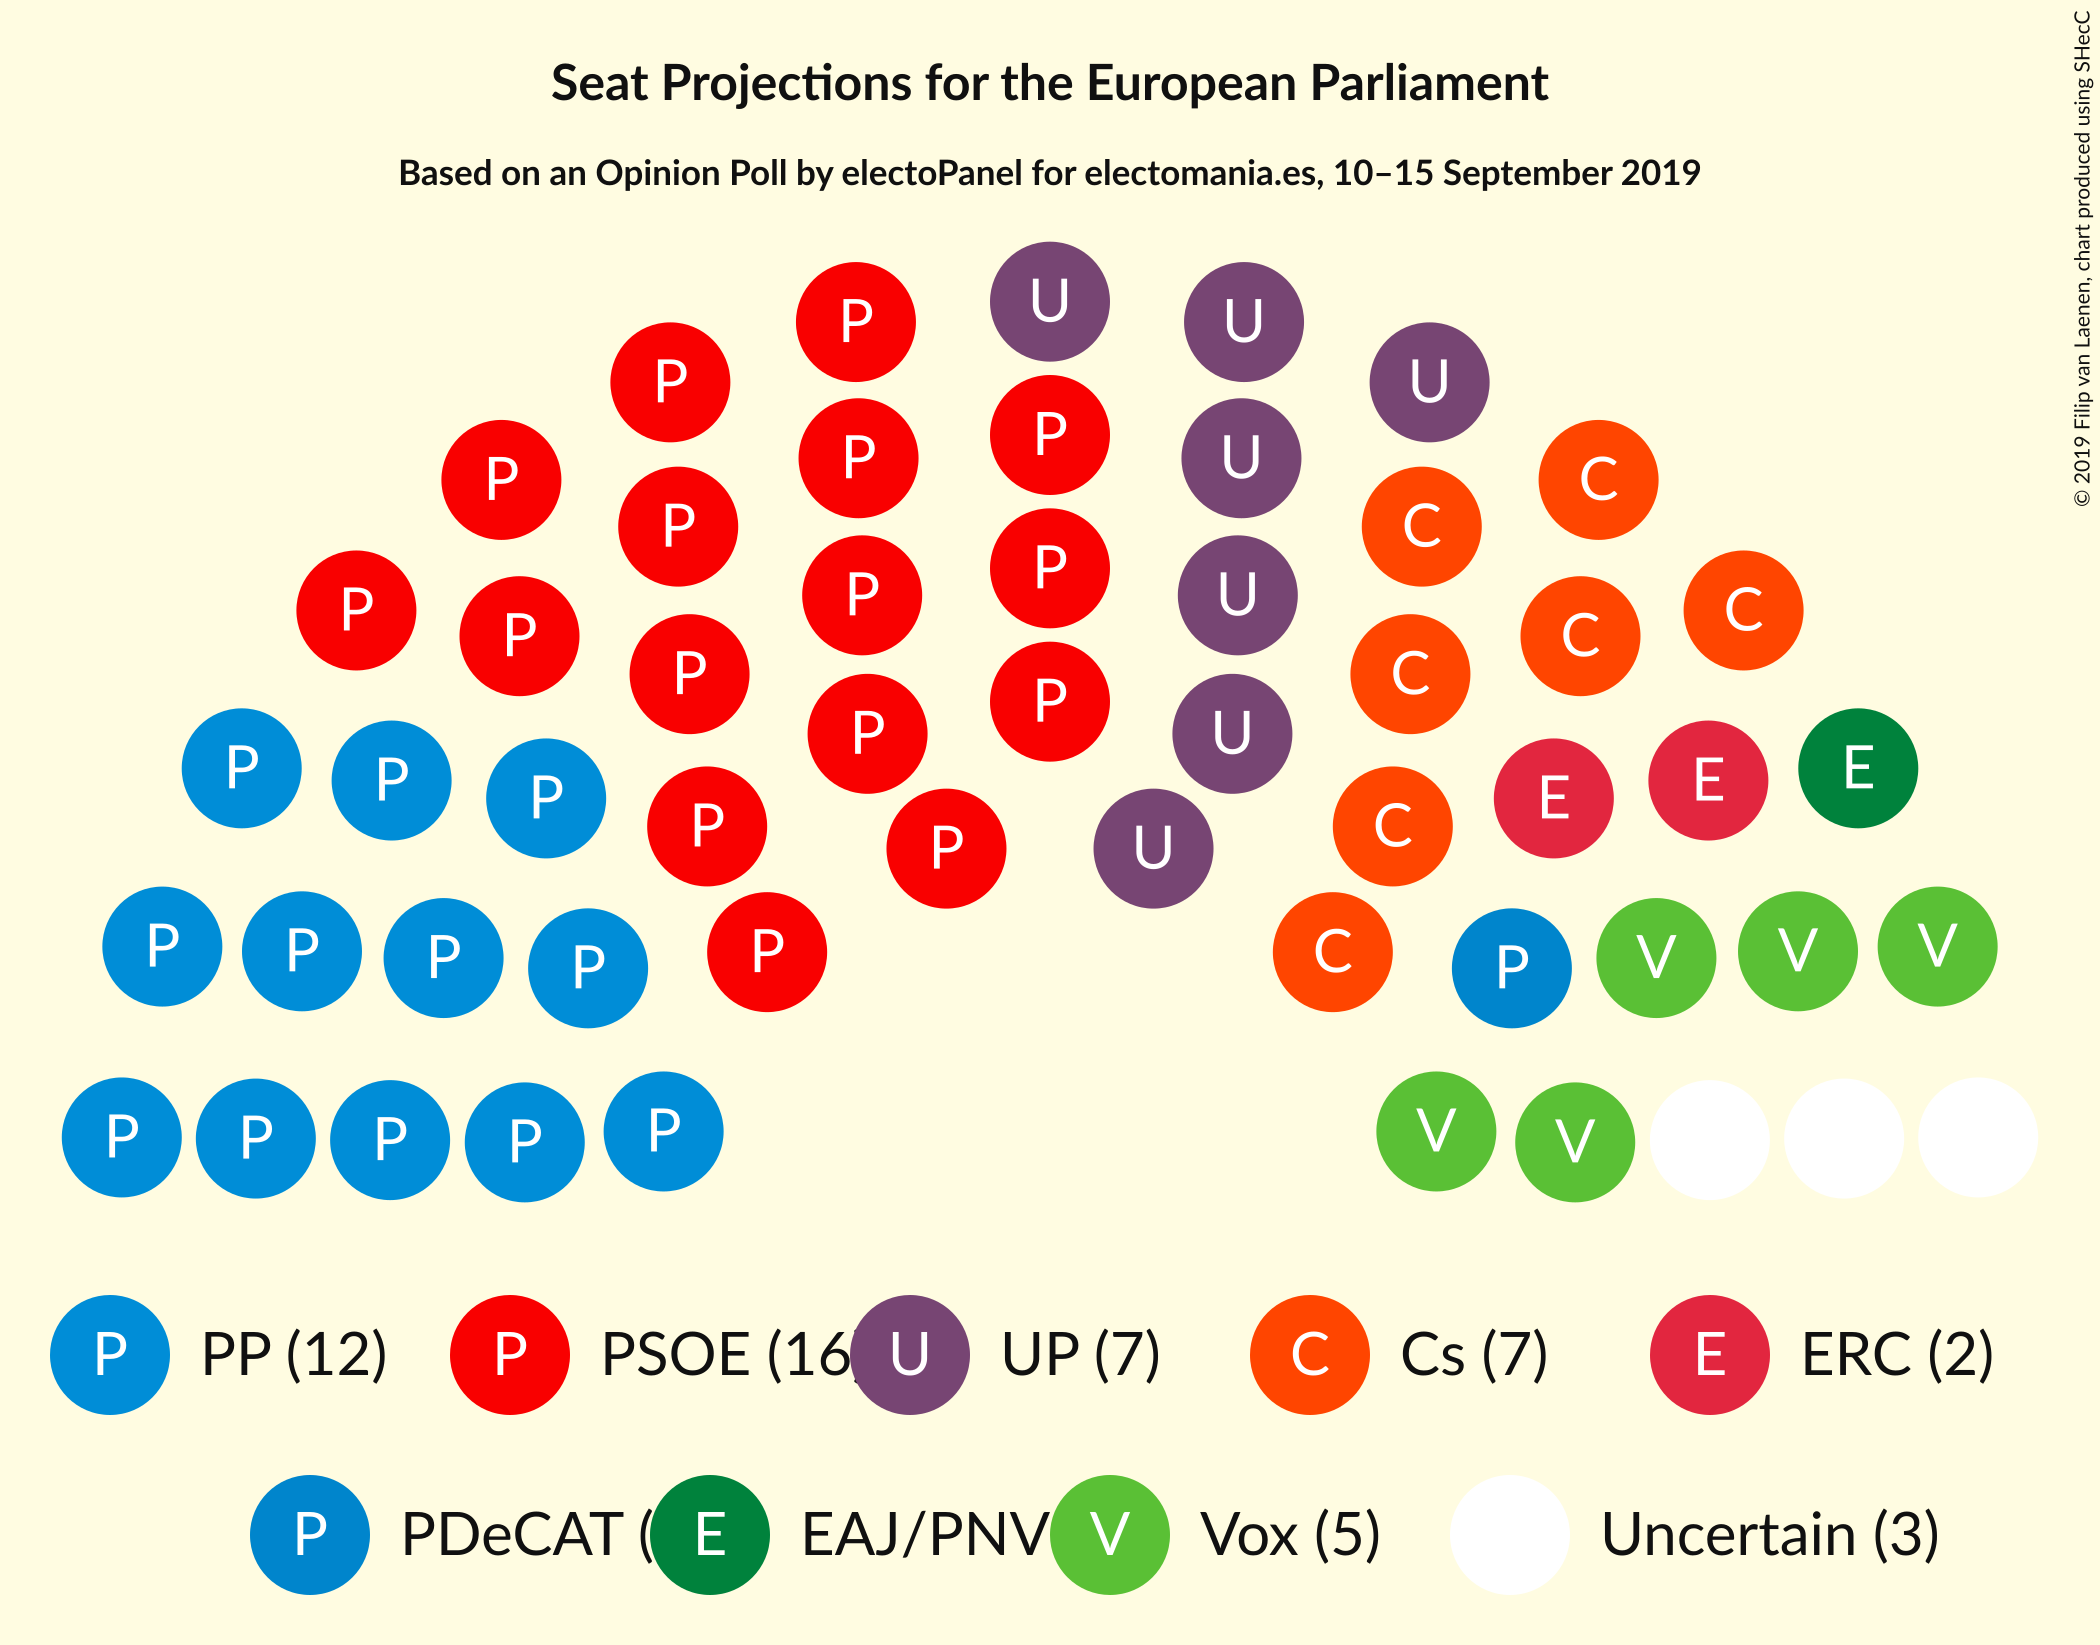 Seat Projections for the European Parliament
Based on an Opinion Poll by electoPanel for electomania.es, 10–15 September 2019
© 2019 Filip van Laenen, chart produced using SHecC
U
P U
P U
P P U
P C
P U
P C
P C
P P U
P C
P C
P P
P U
P E
P E
P E
P C
P U
P V
P V
P V
P P
P C
P V
P P
P V
P
P PP (12) P PSOE (16 U UP (7) C Cs (7) E ERC (2)
P PDeCAT ( E EAJ/PNV V Vox (5) Uncertain (3)